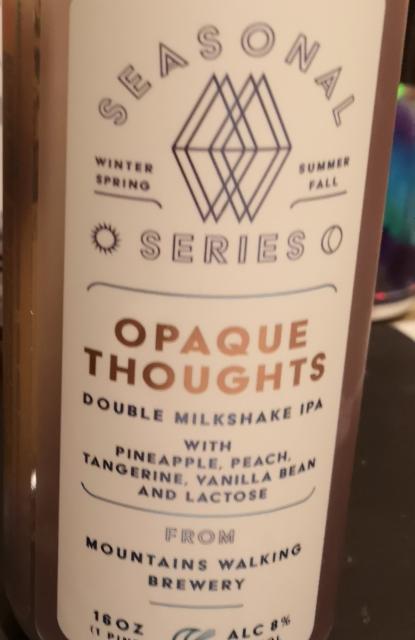 SEASONAL
WINTER
SPRING
SUMMER
FALL
SERIES
OPAQUE
THOUGHTS
DOUBLE MILKSHAKE IPA
WITH
PINEAPPLE, PEACH,
TANGERINE, VANILLA BEAN
AND LACTOSE
FROM
MOUNTAINS WALKING
BREWERY
16OZ
ALC 8%